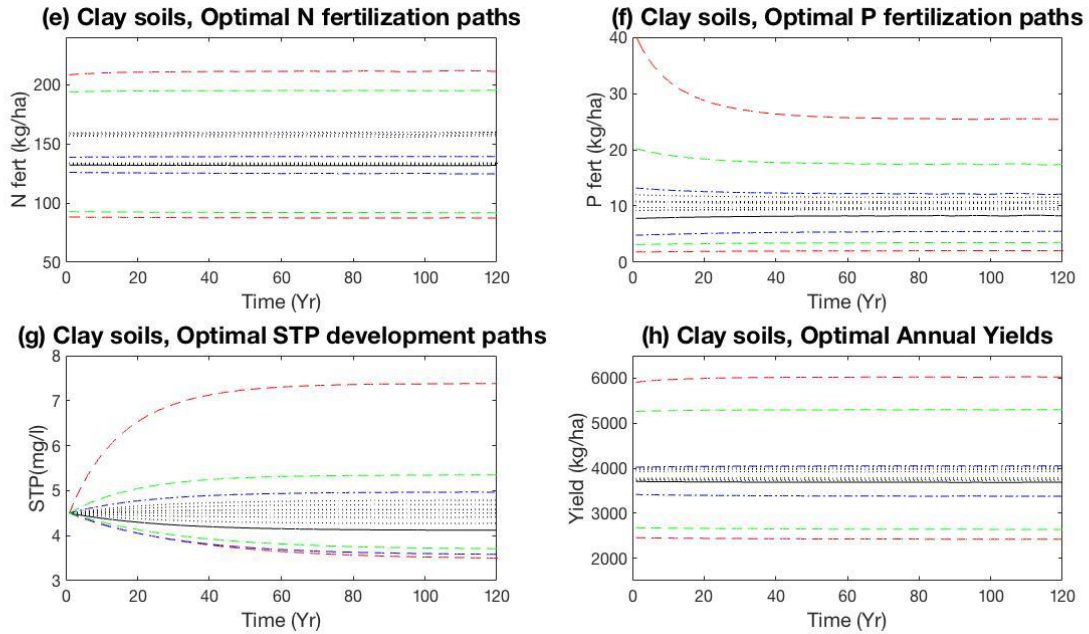 (e) Clay soils, Optimal N fertilization paths
N fert (kg/ha)
200
150
100
50
0 20 40 60 80 100 120
Time (Yr)
(f) Clay soils, Optimal P fertilization paths
P fert (kg/ha)
40
30
20
10
0
0 20 40 60 80 100 120
Time (Yr)
(g) Clay soils, Optimal STP development paths
STP(mg/l)
8
7
6
5
4
3
0 20 40 60 80 100 120
Time (Yr)
(h) Clay soils, Optimal Annual Yields
Yield (kg/ha)
6000
5000
4000
3000
2000
0 20 40 60 80 100 120
Time (Yr)